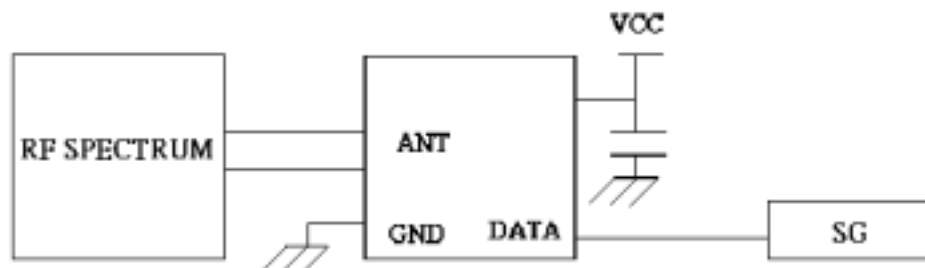 VCC
RF SPECTRUM
ANT
GND
DATA
SG